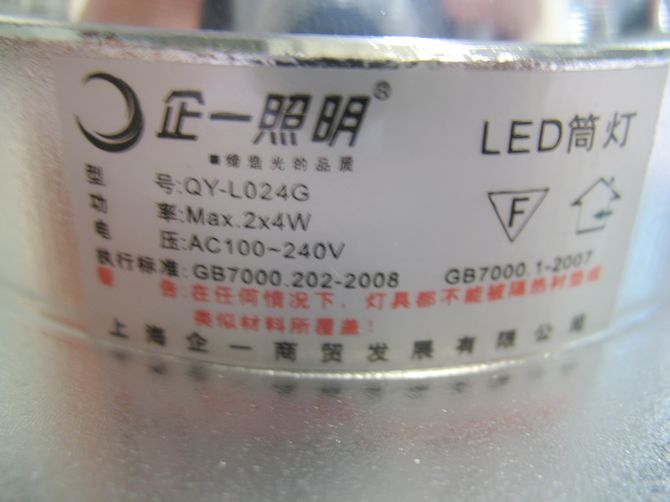 企一照明®
■缔造光的品质
LED筒灯
型 号:QY-L024G
功 率:Max.2x4W
电 压:AC100~240V
F
执行标准:GB7000.202-2008 GB7000.1-2007
警 告:在任何情况下，灯具都不能被隔热衬垫或
类似材料所覆盖！
上海企一商贸发展有限公司